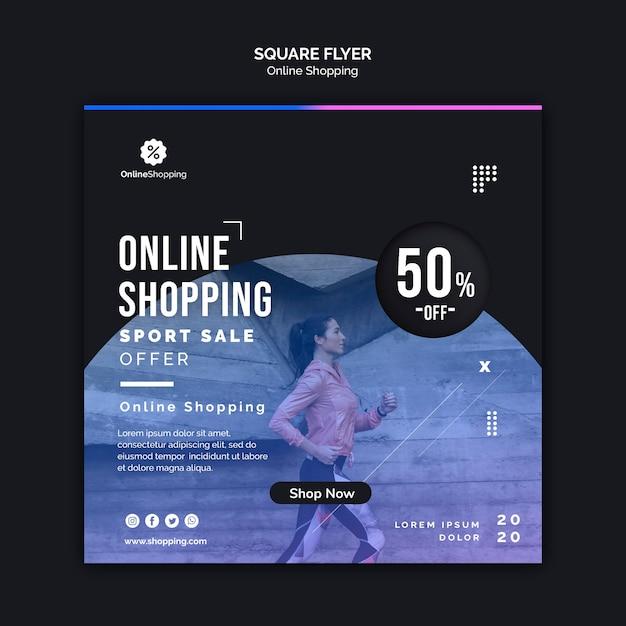 SQUARE FLYER
Online Shopping
%
OnlineShopping
ONLINE
SHOPPING
SPORT SALE
OFFER
50%
-OFF-
Online Shopping
Lorem ipsum dolor sit amet,
consectetur adipiscing elit, sed
do eiusmod tempor incididunt ut labore
et dolore magna aliqua.
X
Shop Now
www.shopping.com
LOREM IPSUM
DOLOR
20
20